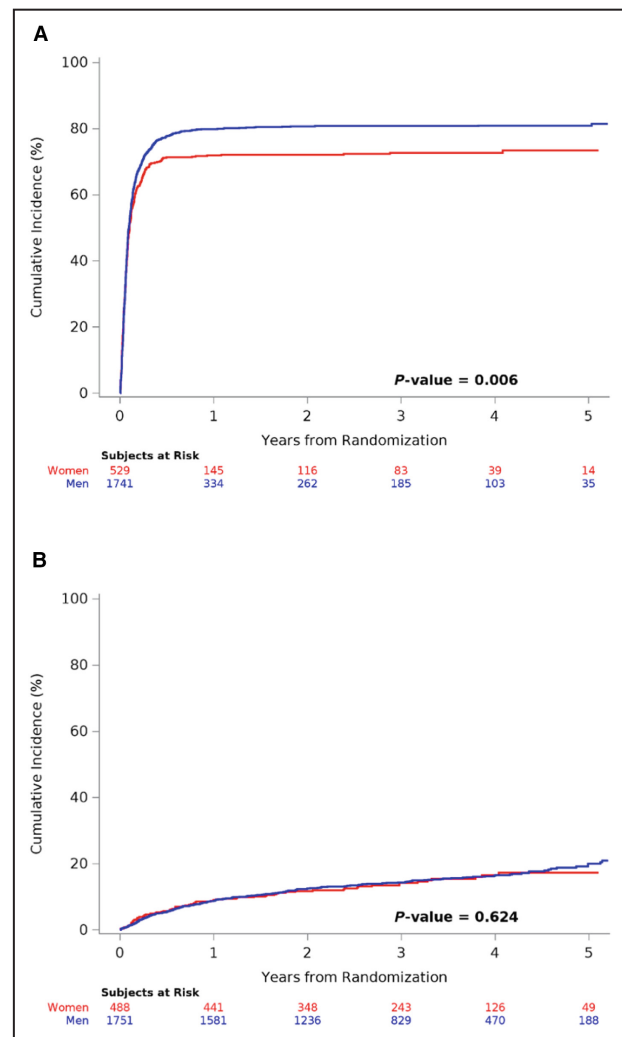 A
100
80
60
40
20
0
Cumulative Incidence (%)
P-value = 0.006
0 1 2 3 4 5
Years from Randomization
Subjects at Risk
Women 529 145 116 83 39 14
Men 1741 334 262 185 103 35
B
100
80
60
40
20
0
Cumulative Incidence (%)
P-value = 0.624
0 1 2 3 4 5
Years from Randomization
Subjects at Risk
Women 488 441 348 243 126 49
Men 1751 1581 1236 829 470 188